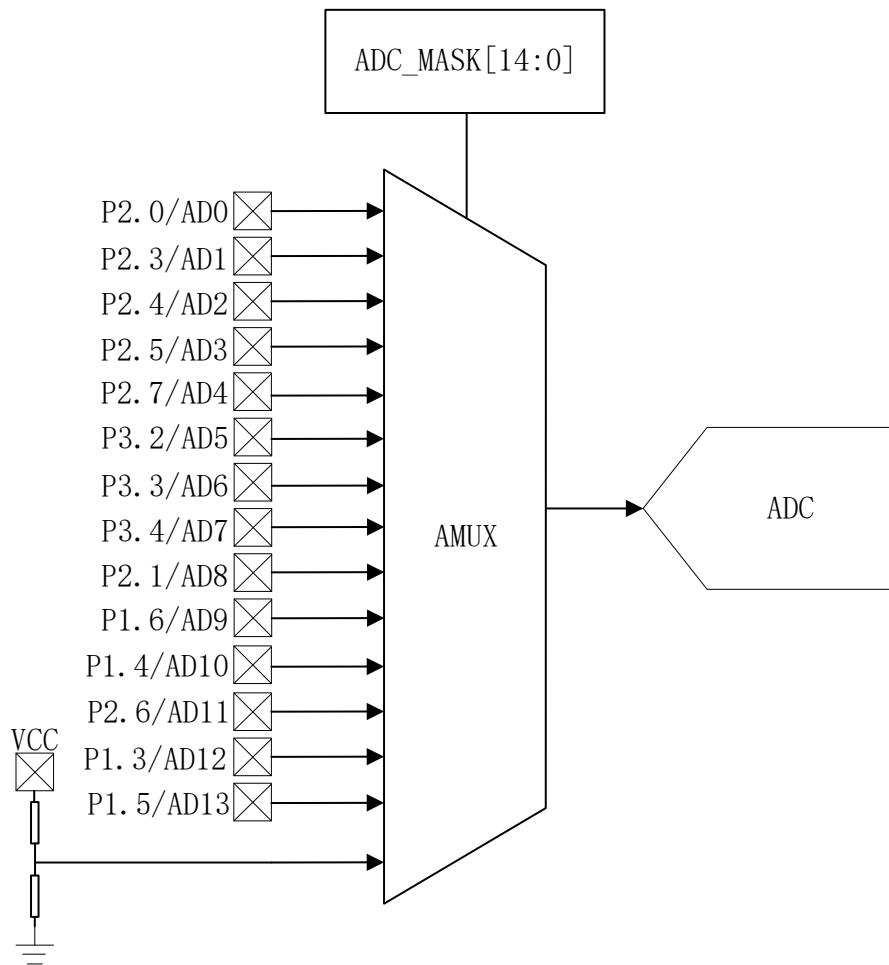 ADC_MASK[14:0]
P2.0/AD0
P2.3/AD1
P2.4/AD2
P2.5/AD3
P2.7/AD4
P3.2/AD5
P3.3/AD6
P3.4/AD7
P2.1/AD8
P1.6/AD9
P1.4/AD10
P2.6/AD11
P1.3/AD12
P1.5/AD13
VCC
AMUX
ADC